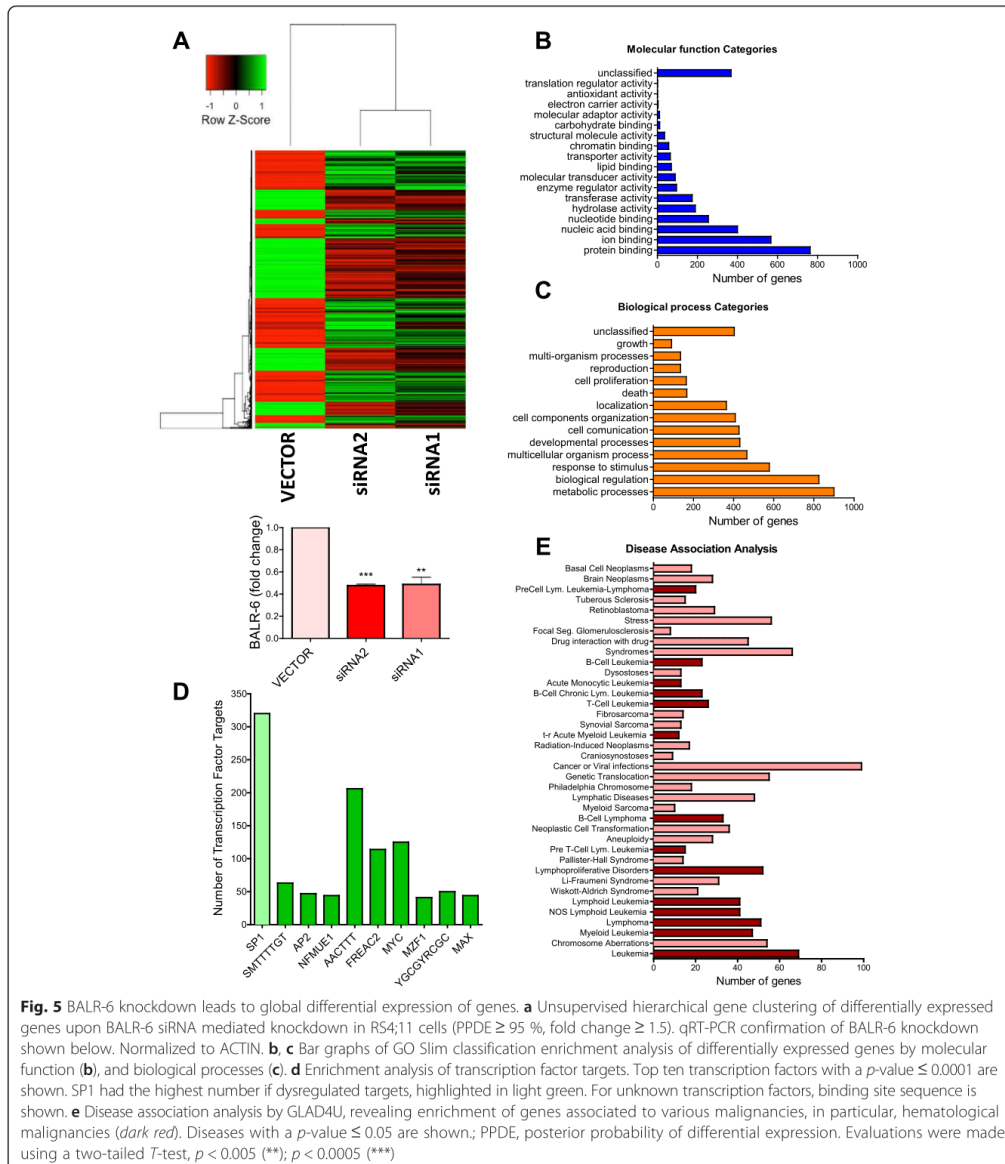 A
-1 0 1
Row Z-Score
VECTOR
siRNA2
siRNA1
BALR-6 (fold change)
1.0
0.8
0.6
0.4
0.2
0.0
***
**
VECTOR
siRNA2
siRNA1
B
Molecular function Categories
unclassified
translation regulator activity
antioxidant activity
electron carrier activity
molecular adaptor activity
carbohydrate binding
structural molecule activity
chromatin binding
transporter activity
lipid binding
molecular transducer activity
enzyme regulator activity
transferase activity
hydrolase activity
nucleotide binding
nucleic acid binding
ion binding
protein binding
0 200 400 600 800 1000
Number of genes
C
Biological process Categories
unclassified
growth
multi-organism processes
reproduction
cell proliferation
death
localization
cell components organization
cell comunication
developmental processes
multicellular organism process
response to stimulus
biological regulation
metabolic processes
0 200 400 600 800 1000
Number of genes
D
Number of Transcription Factor Targets
350
300
250
200
150
100
50
0
SP1
SMTTTTGT
AP2
NFMUE1
AACTTT
FREAC2
MYC
MZF1
YGCGYRCGC
MAX
E
Disease Association Analysis
Basal Cell Neoplasms
Brain Neoplasms
PreCell Lym. Leukemia-Lymphoma
Tuberous Sclerosis
Retinoblastoma
Stress
Focal Seg. Glomerulosclerosis
Drug interaction with drug
Syndromes
B-Cell Leukemia
Dysostoses
Acute Monocytic Leukemia
B-Cell Chronic Lym. Leukemia
T-Cell Leukemia
Fibrosarcoma
Synovial Sarcoma
t-r Acute Myeloid Leukemia
Radiation-Induced Neoplasms
Craniosynostoses
Cancer or Viral infections
Genetic Translocation
Philadelphia Chromosome
Lymphatic Diseases
Myeloid Sarcoma
B-Cell Lymphoma
Neoplastic Cell Transformation
Aneuploidy
Pre T-Cell Lym. Leukemia
Pallister-Hall Syndrome
Lymphoproliferative Disorders
Li-Fraumeni Syndrome
Wiskott-Aldrich Syndrome
Lymphoid Leukemia
NOS Lymphoid Leukemia
Lymphoma
Myeloid Leukemia
Chromosome Aberrations
Leukemia
0 20 40 60 80 100
Number of genes
Fig. 5 BALR-6 knockdown leads to global differential expression of genes. a Unsupervised hierarchical gene clustering of differentially expressed
genes upon BALR-6 siRNA mediated knockdown in RS4;11 cells (PPDE ≥ 95 %, fold change ≥ 1.5). qRT-PCR confirmation of BALR-6 knockdown
shown below. Normalized to ACTIN. b, c Bar graphs of GO Slim classification enrichment analysis of differentially expressed genes by molecular
function (b), and biological processes (c). d Enrichment analysis of transcription factor targets. Top ten transcription factors with a p-value ≤ 0.0001 are
shown. SP1 had the highest number if dysregulated targets, highlighted in light green. For unknown transcription factors, binding site sequence is
shown. e Disease association analysis by GLAD4U, revealing enrichment of genes associated to various malignancies, in particular, hematological
malignancies (dark red). Diseases with a p-value ≤ 0.05 are shown.; PPDE, posterior probability of differential expression. Evaluations were made
using a two-tailed T-test, p < 0.005 (**); p < 0.0005 (***)